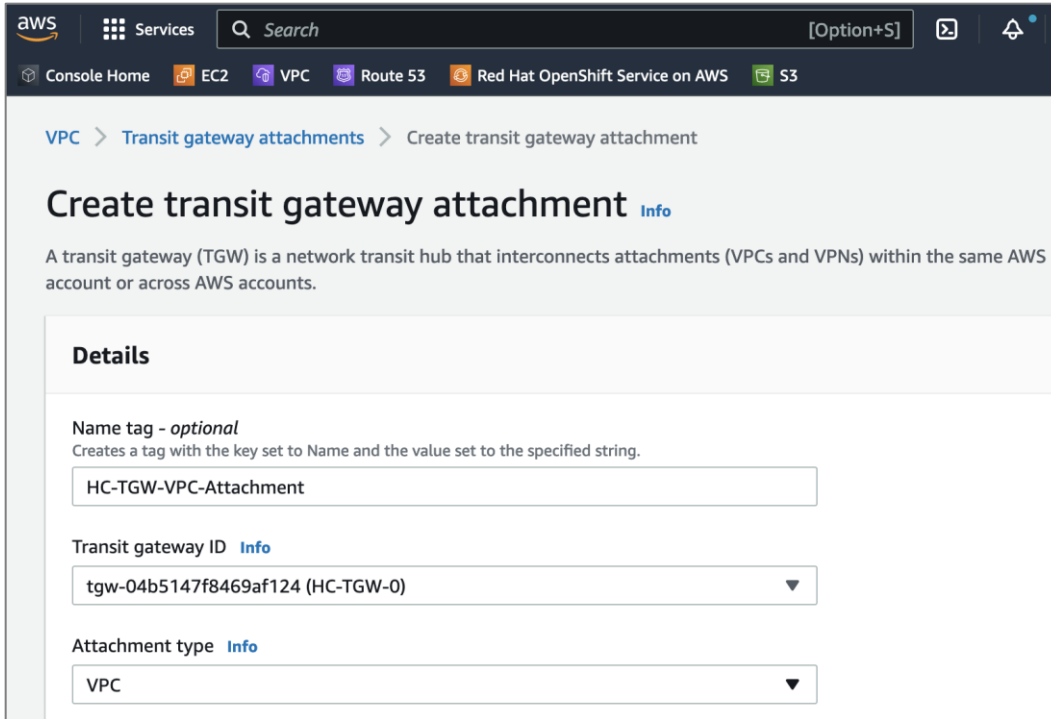 aws
Services
Search
[Option+S]
Console Home
EC2
VPC
Route 53
Red Hat OpenShift Service on AWS
S3
VPC > Transit gateway attachments > Create transit gateway attachment
Create transit gateway attachment Info
A transit gateway (TGW) is a network transit hub that interconnects attachments (VPCs and VPNs) within the same AWS
account or across AWS accounts.
Details
Name tag - optional
Creates a tag with the key set to Name and the value set to the specified string.
HC-TGW-VPC-Attachment
Transit gateway ID Info
tgw-04b5147f8469af124 (HC-TGW-0)
Attachment type Info
VPC